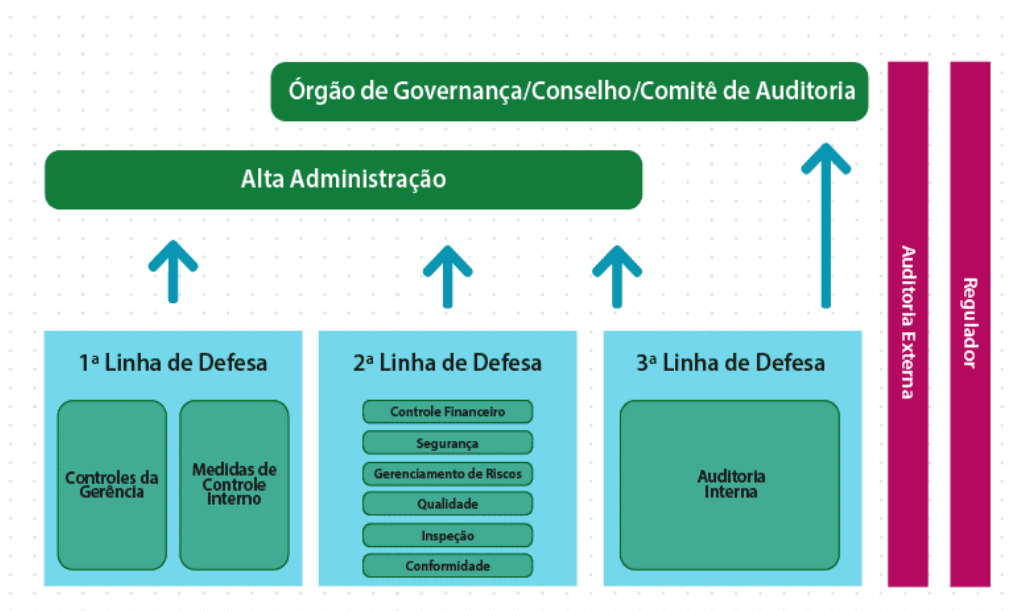 Órgão de Governança/Conselho/Comitê de Auditoria
Alta Administração
1ª Linha de Defesa
Controles da
Gerência
Medidas de
Controle
Interno
2ª Linha de Defesa
Controle Financeiro
Segurança
Gerenciamento de Riscos
Qualidade
Inspeção
Conformidade
3ª Linha de Defesa
Auditoria
Interna
Auditoria Externa
Regulador